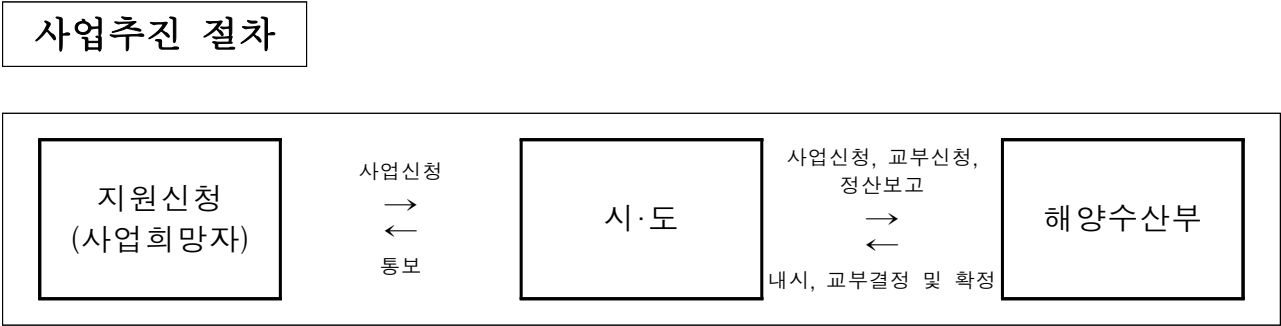 사업추진 절차
지원신청
(사업희망자)
사업신청
→
←
통보
시·도
사업신청, 교부신청,
정산보고
→
←
내시, 교부결정 및 확정
해양수산부